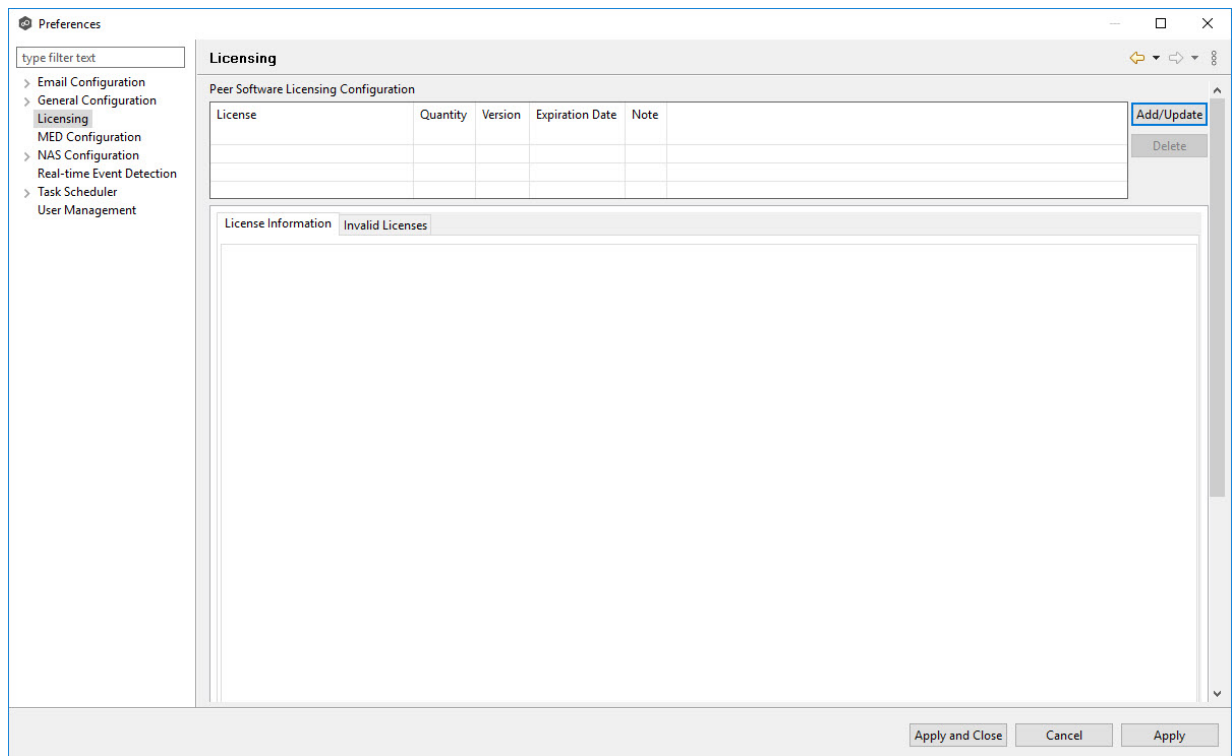 Preferences
type filter text
Email Configuration
General Configuration
Licensing
MED Configuration
NAS Configuration
Real-time Event Detection
Task Scheduler
User Management
Licensing
Peer Software Licensing Configuration
License Quantity Version Expiration Date Note
Add/Update
Delete
License Information Invalid Licenses
Apply and Close Cancel Apply